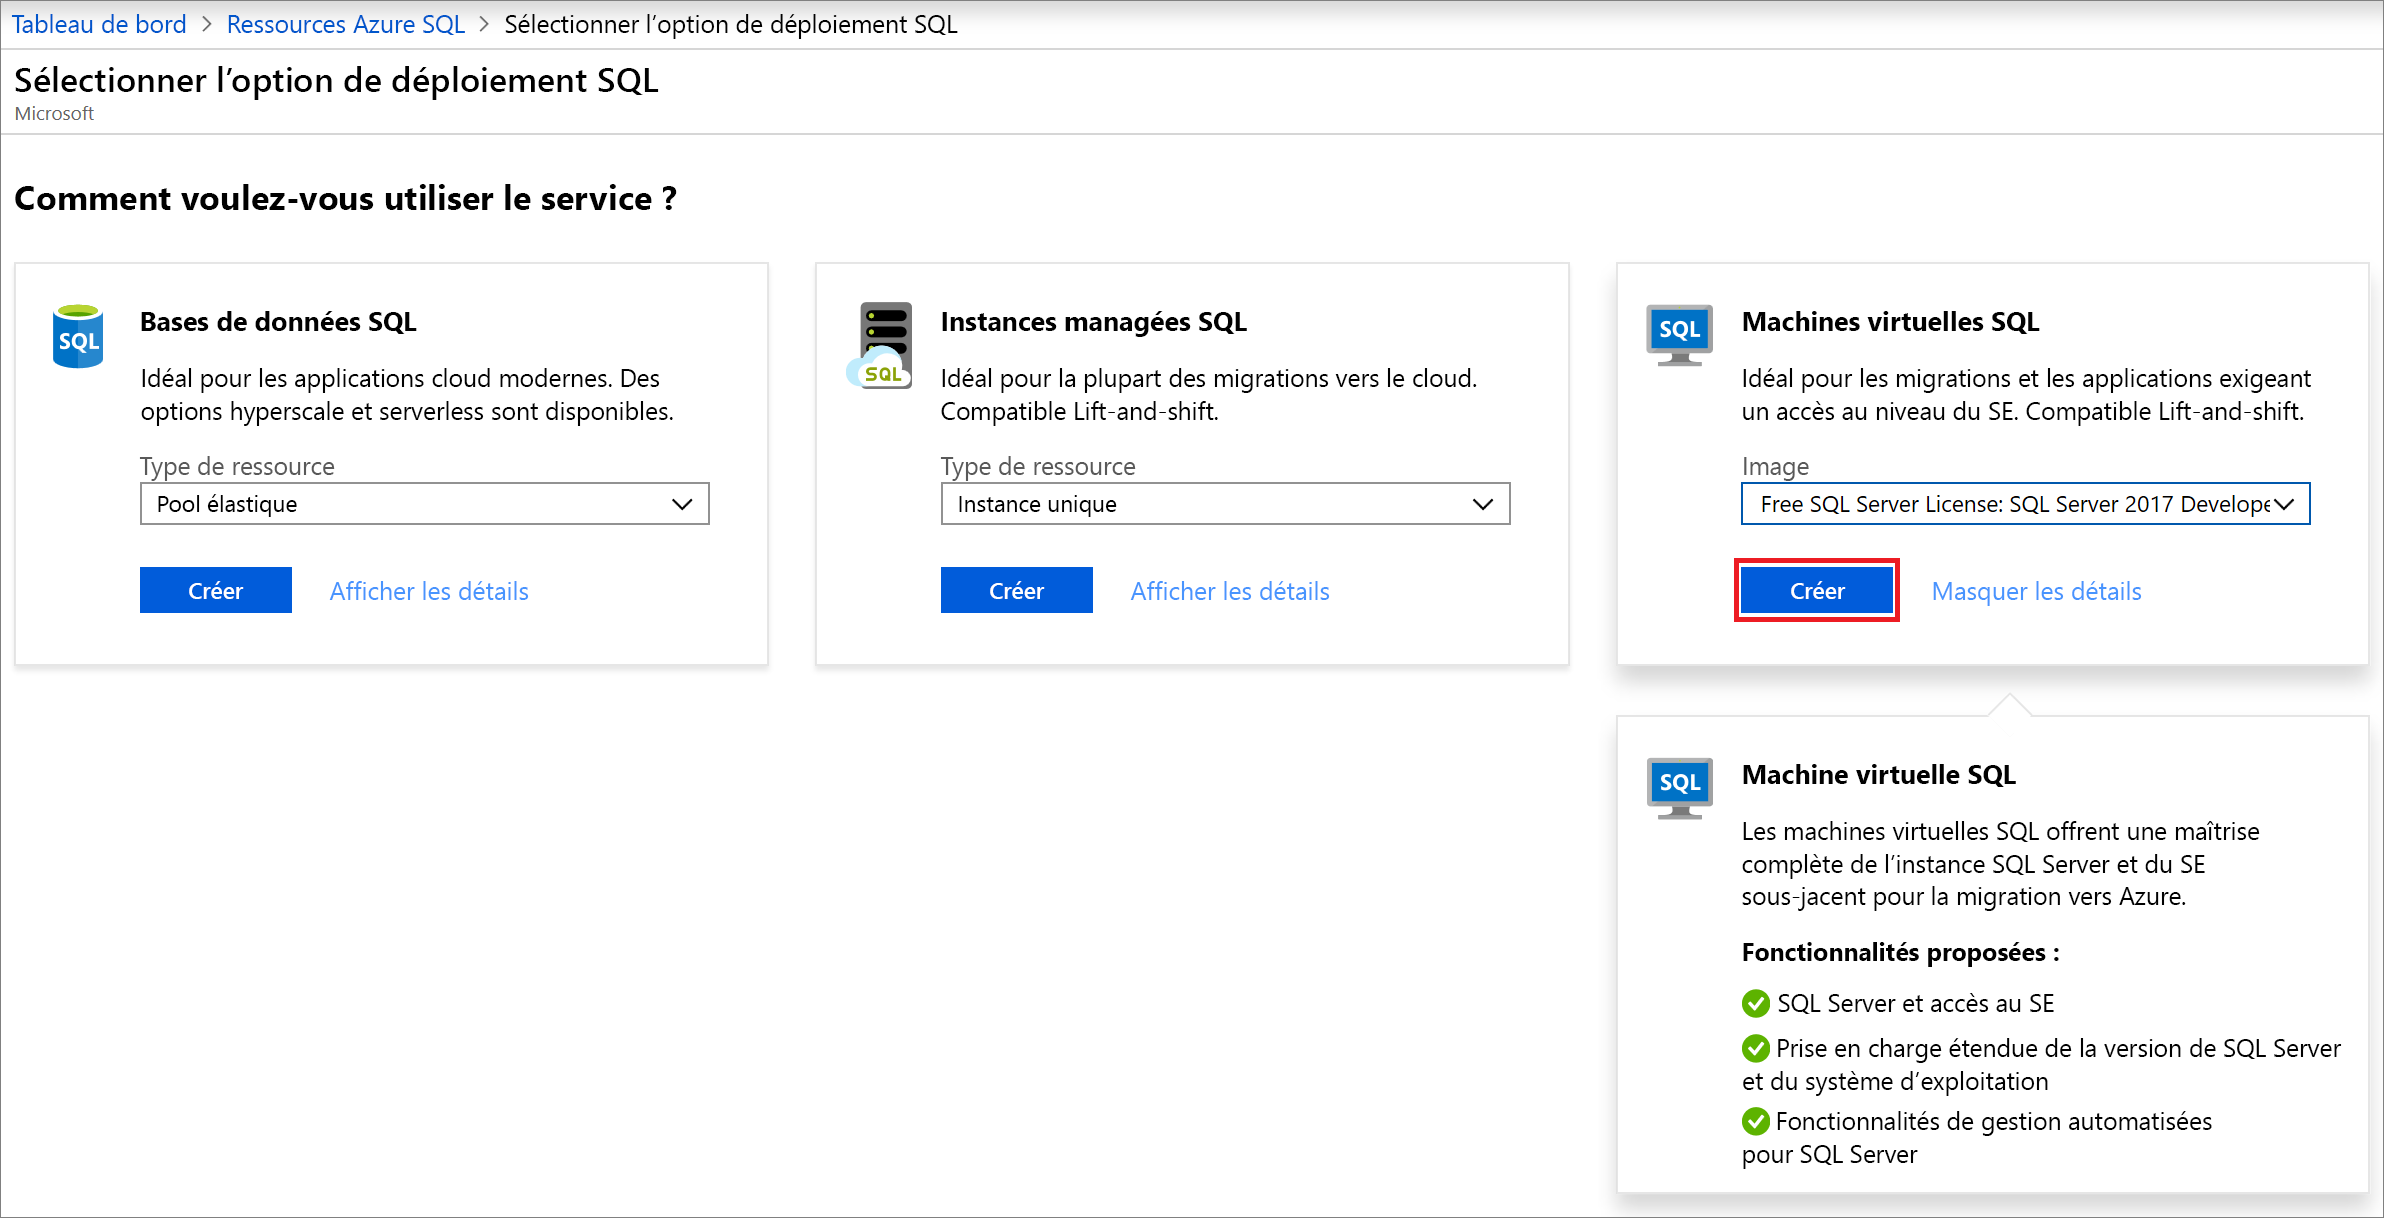 Tableau de bord > Ressources Azure SQL > Sélectionner l’option de déploiement SQL
Sélectionner l’option de déploiement SQL
Microsoft
Comment voulez-vous utiliser le service ?
SQL
Bases de données SQL
Idéal pour les applications cloud modernes. Des
options hyperscale et serverless sont disponibles.
Type de ressource
Pool élastique
Créer
Afficher les détails
SQL
Instances managées SQL
Idéal pour la plupart des migrations vers le cloud.
Compatible Lift-and-shift.
Type de ressource
Instance unique
Créer
Afficher les détails
SQL
Machines virtuelles SQL
Idéal pour les migrations et les applications exigeant
un accès au niveau du SE. Compatible Lift-and-shift.
Image
Free SQL Server License: SQL Server 2017 Develope
Créer
Masquer les détails
SQL
Machine virtuelle SQL
Les machines virtuelles SQL offrent une maîtrise
complète de l’instance SQL Server et du SE
sous-jacent pour la migration vers Azure.
Fonctionnalités proposées :
SQL Server et accès au SE
Prise en charge étendue de la version de SQL Server
et du système d’exploitation
Fonctionnalités de gestion automatisées
pour SQL Server